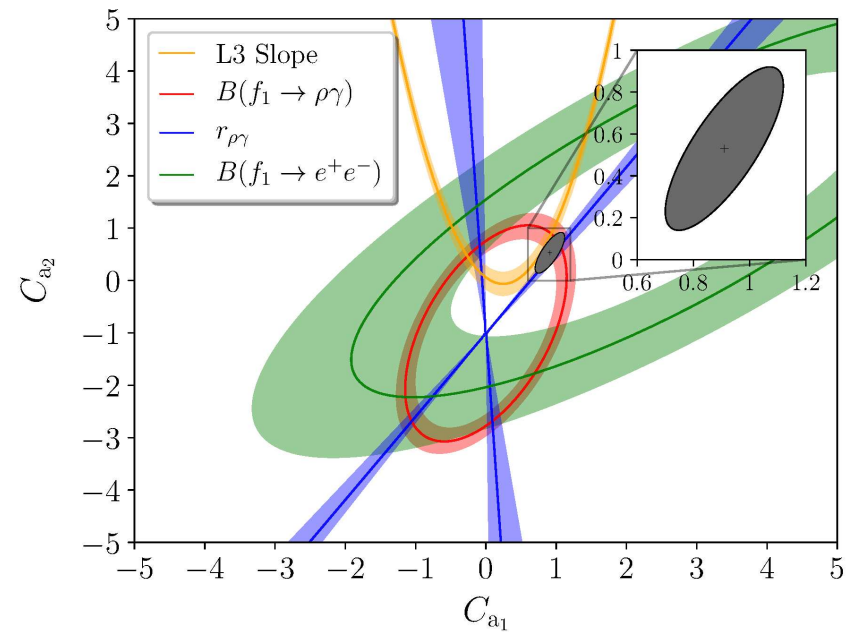 L3 Slope
B(f₁ → ργ)
r_ργ
B(f₁ → e⁺e⁻)
5
4
3
2
1
0
−1
−2
−3
−4
−5
C_a₂
1
0.8
0.6
0.4
0.2
0
0.6 0.8 1 1.2
−5 −4 −3 −2 −1 0 1 2 3 4 5
C_a₁